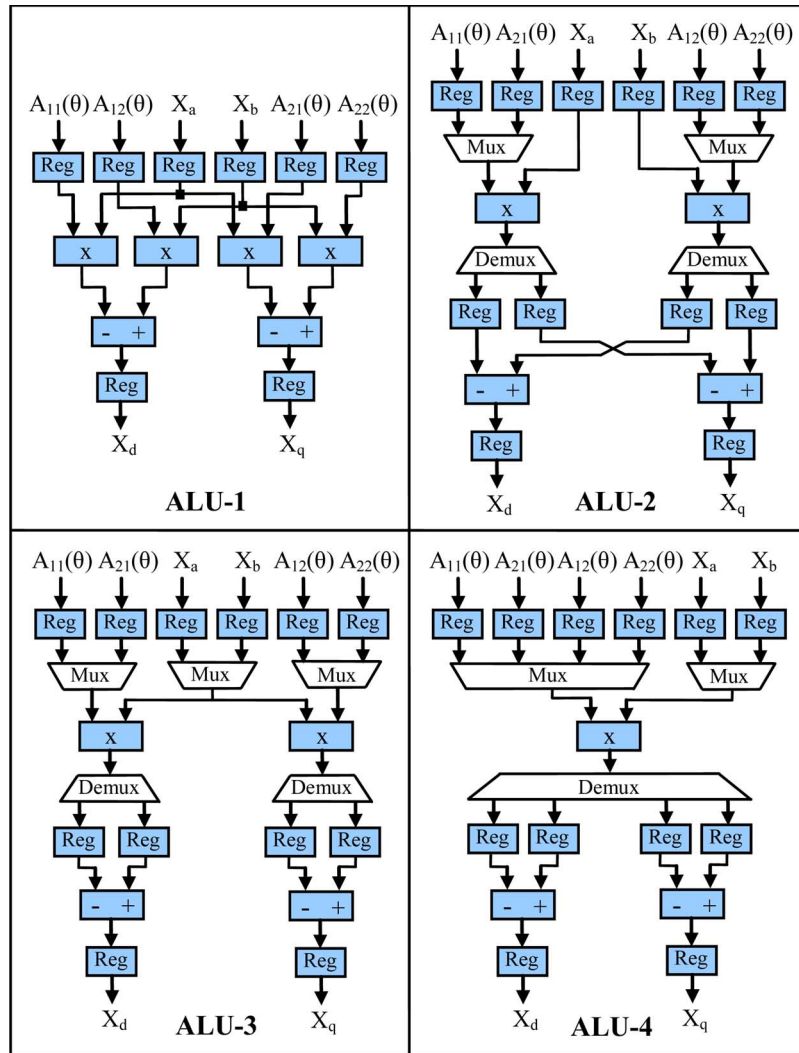 A11(θ) A12(θ) Xa Xb A21(θ) A22(θ)
Reg Reg Reg Reg Reg Reg
x x x x
- + - +
Reg Reg
Xd Xq
ALU-1
A11(θ) A21(θ) Xa Xb A12(θ) A22(θ)
Reg Reg Reg Reg Reg Reg
Mux Mux
x x
Demux Demux
Reg Reg Reg Reg
- + - +
Reg Reg
Xd Xq
ALU-2
A11(θ) A21(θ) Xa Xb A12(θ) A22(θ)
Reg Reg Reg Reg Reg Reg
Mux Mux Mux
x x
Demux Demux
Reg Reg Reg Reg
- + - +
Reg Reg
Xd Xq
ALU-3
A11(θ) A21(θ) A12(θ) A22(θ) Xa Xb
Reg Reg Reg Reg Reg Reg
Mux Mux
x
Demux
Reg Reg Reg Reg
- + - +
Reg Reg
Xd Xq
ALU-4